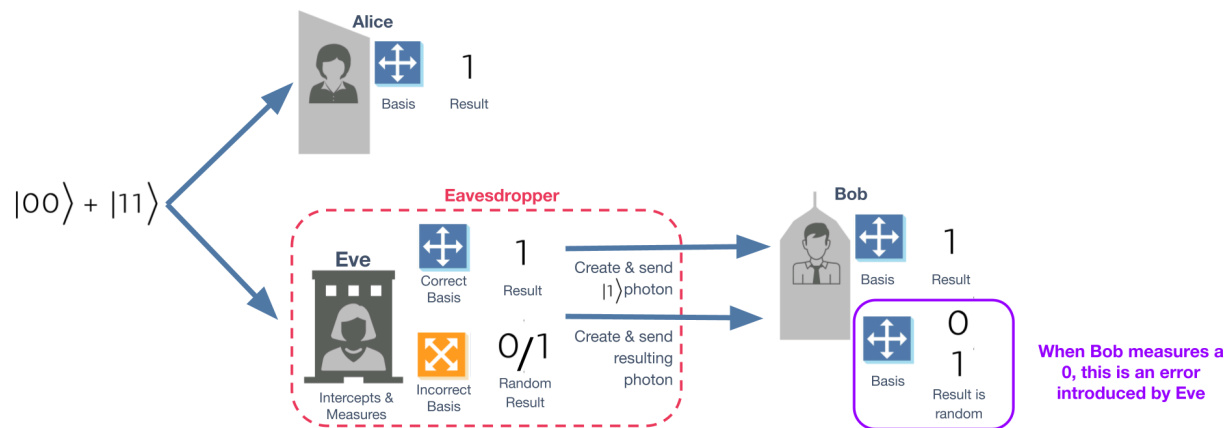 Alice
1
Basis
Result
|00⟩ + |11⟩
Eavesdropper
Eve
1
Correct
Basis
Result
Create & send
|1⟩ photon
0/1
Incorrect
Basis
Random
Result
Create & send
resulting
photon
Intercepts &
Measures
Bob
1
Basis
Result
0
1
Basis
Result is
random
When Bob measures a
0, this is an error
introduced by Eve